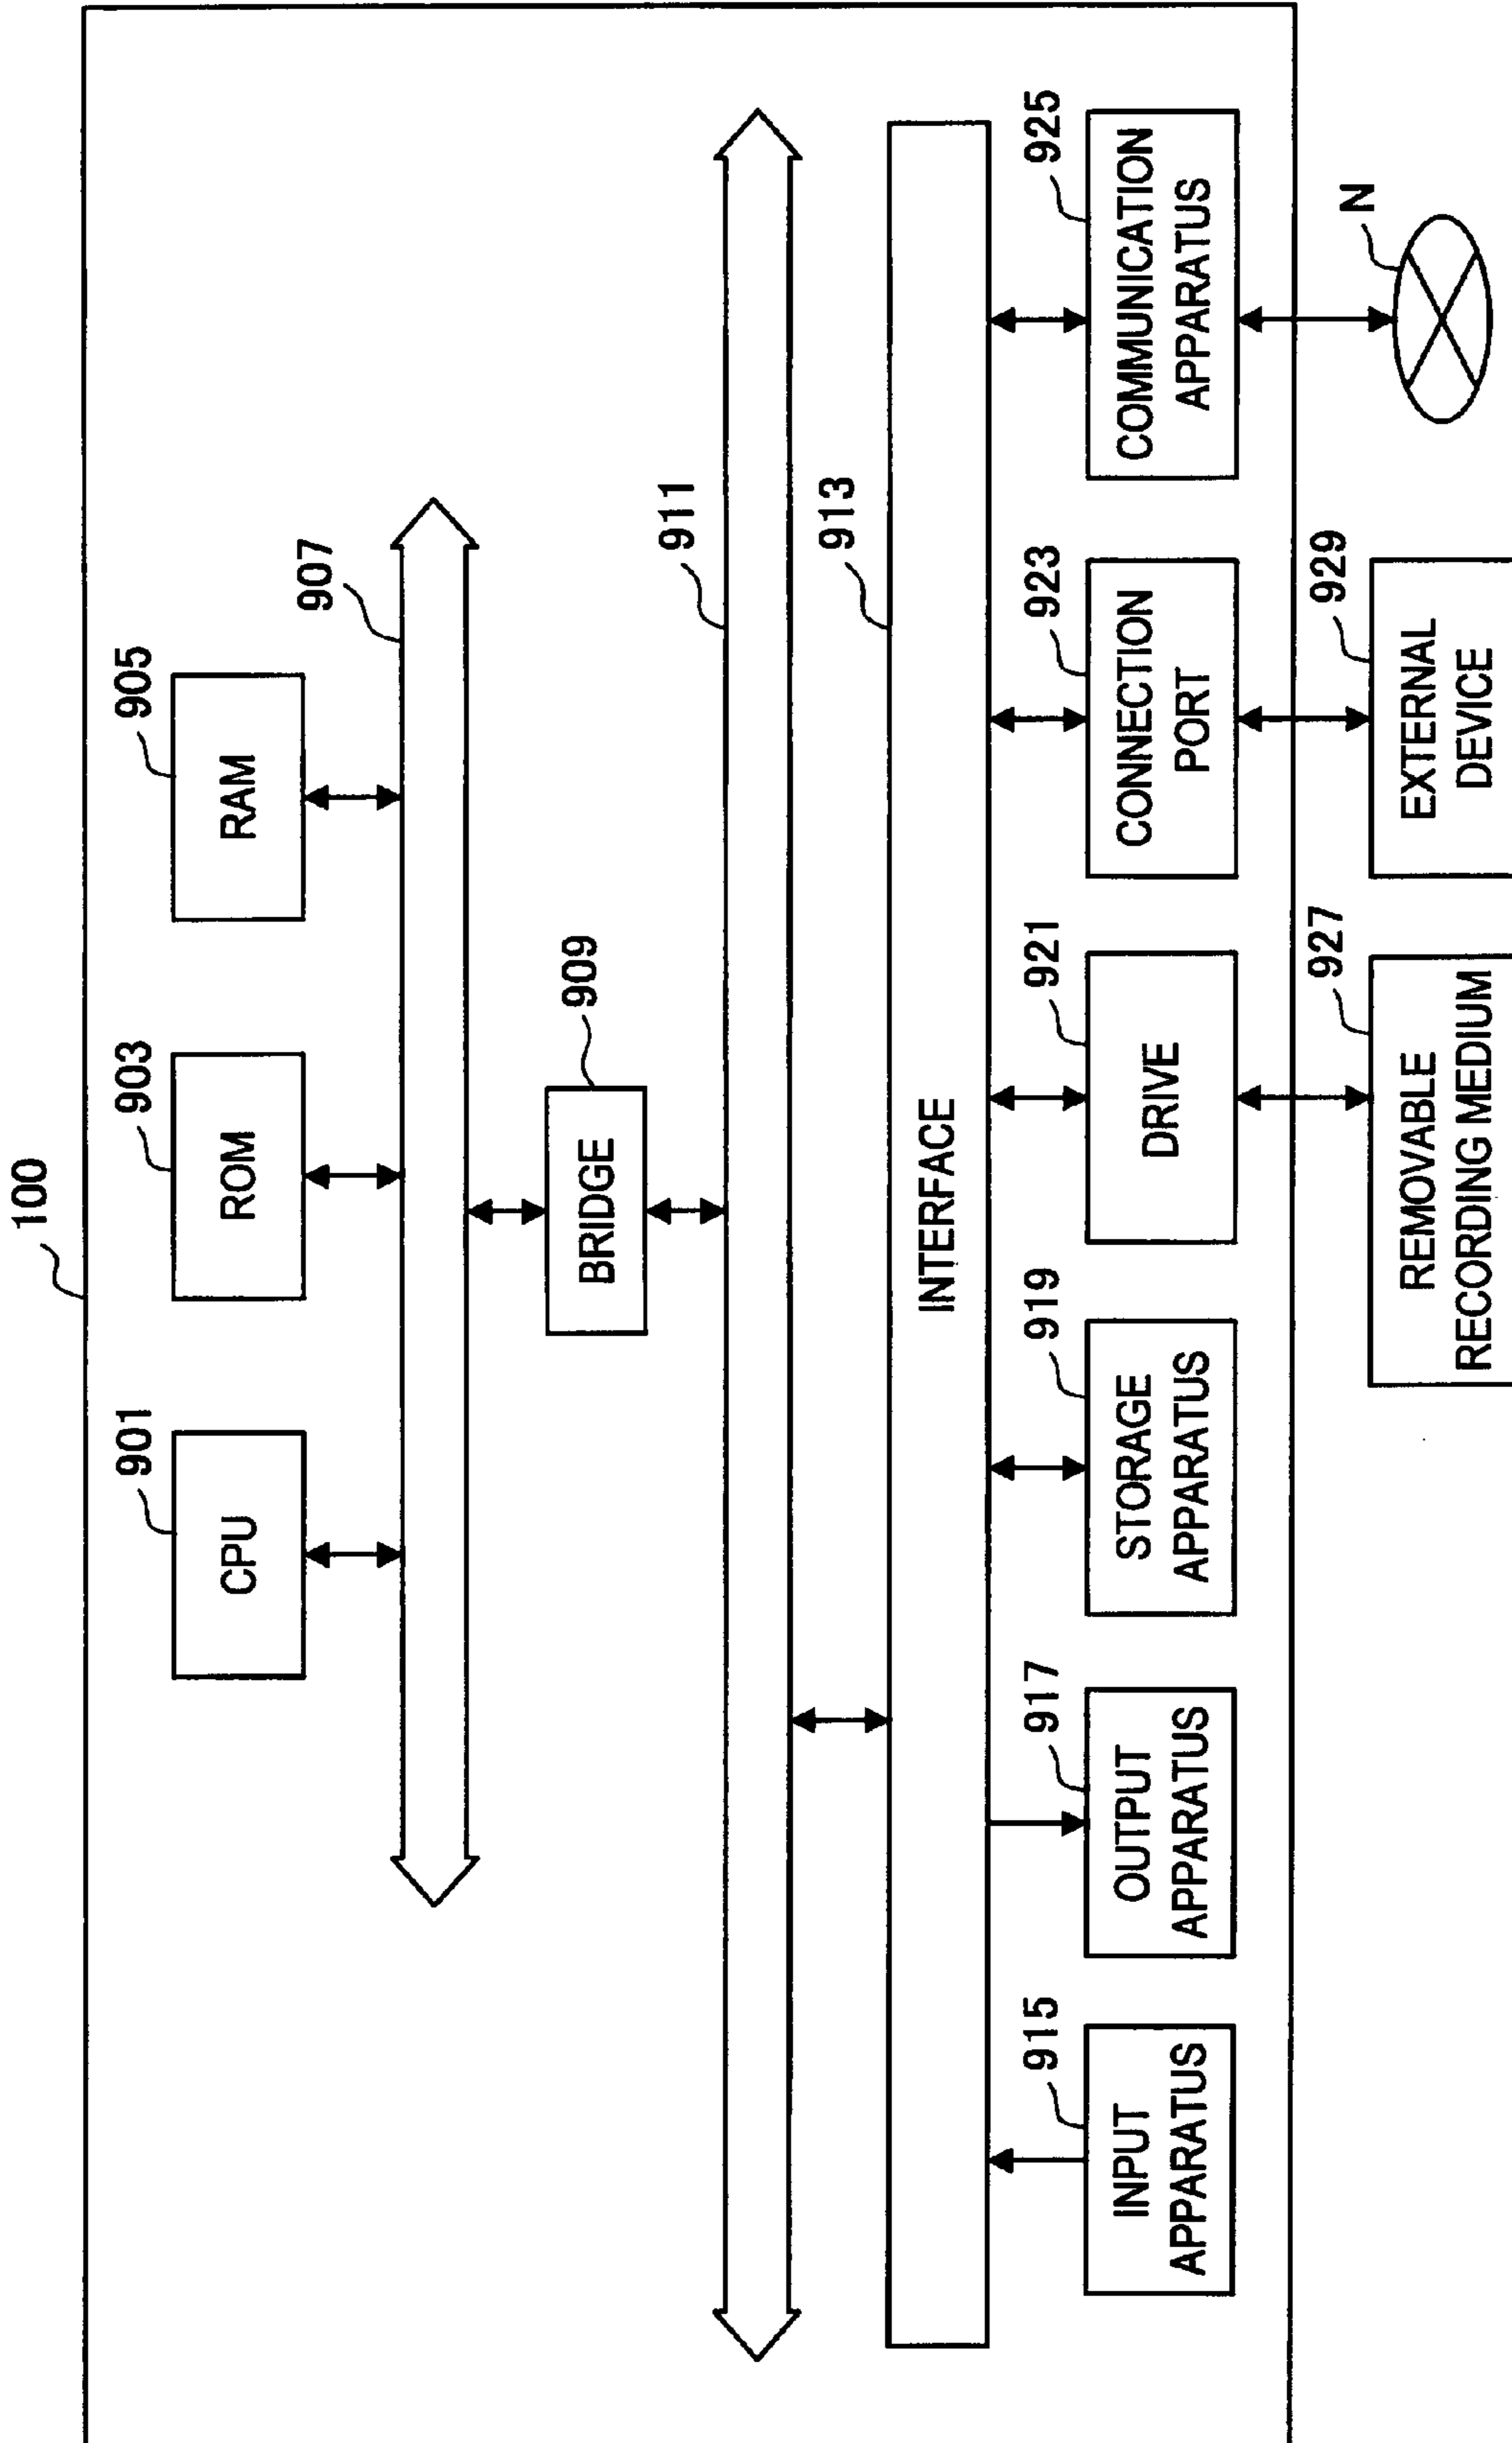 100
901
CPU
903
ROM
905
RAM
907
909
BRIDGE
911
913
INTERFACE
915
INPUT
APPARATUS
917
OUTPUT
APPARATUS
919
STORAGE
APPARATUS
921
DRIVE
923
CONNECTION
PORT
925
COMMUNICATION
APPARATUS
927
REMOVABLE
RECORDING MEDIUM
929
EXTERNAL
DEVICE
N